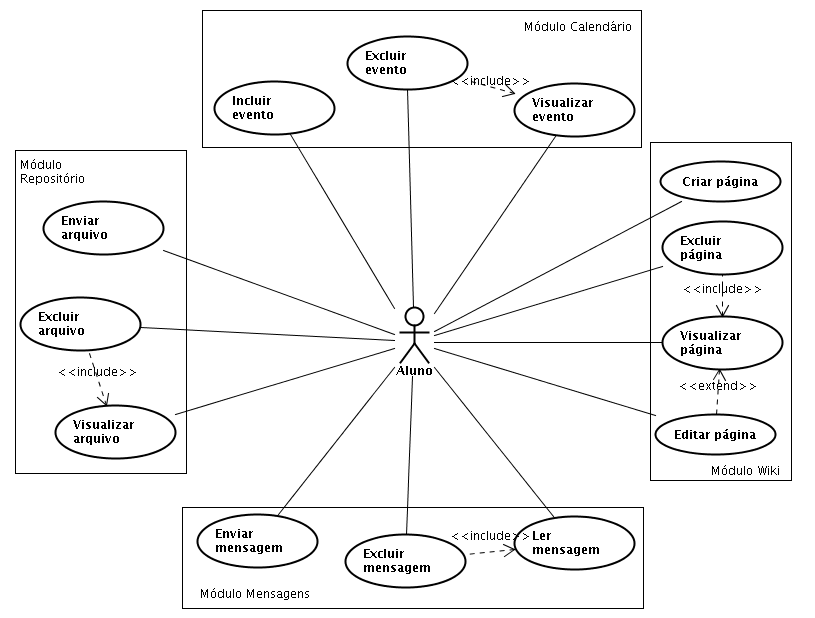 Módulo Calendário
Excluir
evento
<<include>>
Incluir
evento
Visualizar
evento
Módulo
Repositório
Enviar
arquivo
Excluir
arquivo
<<include>>
Visualizar
arquivo
Aluno
Criar página
Excluir
página
<<include>>
Visualizar
página
<<extend>>
Editar página
Módulo Wiki
Enviar
mensagem
Excluir
mensagem
<<include>>
Ler
mensagem
Módulo Mensagens